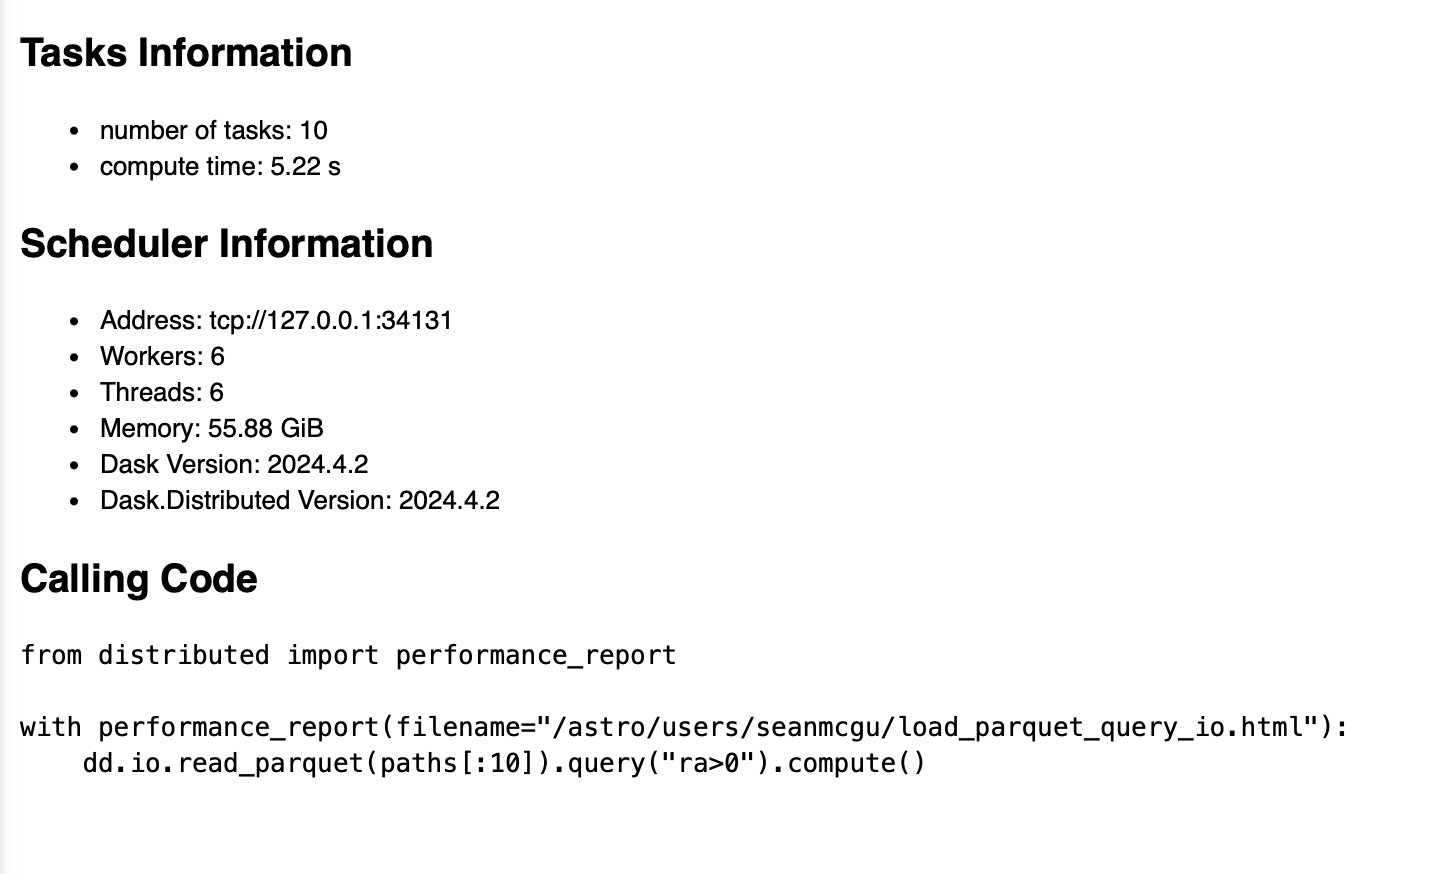 Tasks Information
• number of tasks: 10
• compute time: 5.22 s
Scheduler Information
• Address: tcp://127.0.0.1:34131
• Workers: 6
• Threads: 6
• Memory: 55.88 GiB
• Dask Version: 2024.4.2
• Dask.Distributed Version: 2024.4.2
Calling Code
from distributed import performance_report
with performance_report(filename="/astro/users/seanmcgu/load_parquet_query_io.html"):
    dd.io.read_parquet(paths[:10]).query("ra>0").compute()